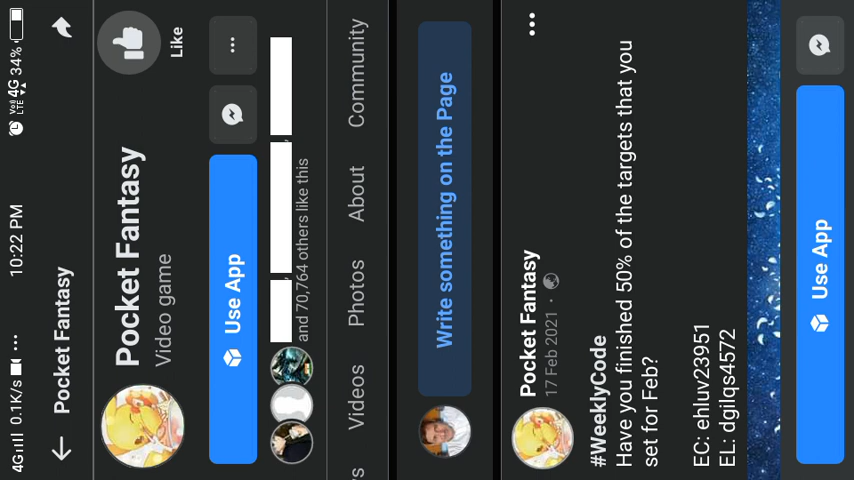 4G 0.1K/s ... 10:22 PM VoLTE 4G 34%
Pocket Fantasy
Like
Pocket Fantasy
Video game
Use App
and 70,764 others like this
s Videos Photos About Community
Write something on the Page
Pocket Fantasy
17 Feb 2021 ·
#WeeklyCode
Have you finished 50% of the targets that you
set for Feb?
EC: ehluv23951
EL: dgilqs4572
Use App